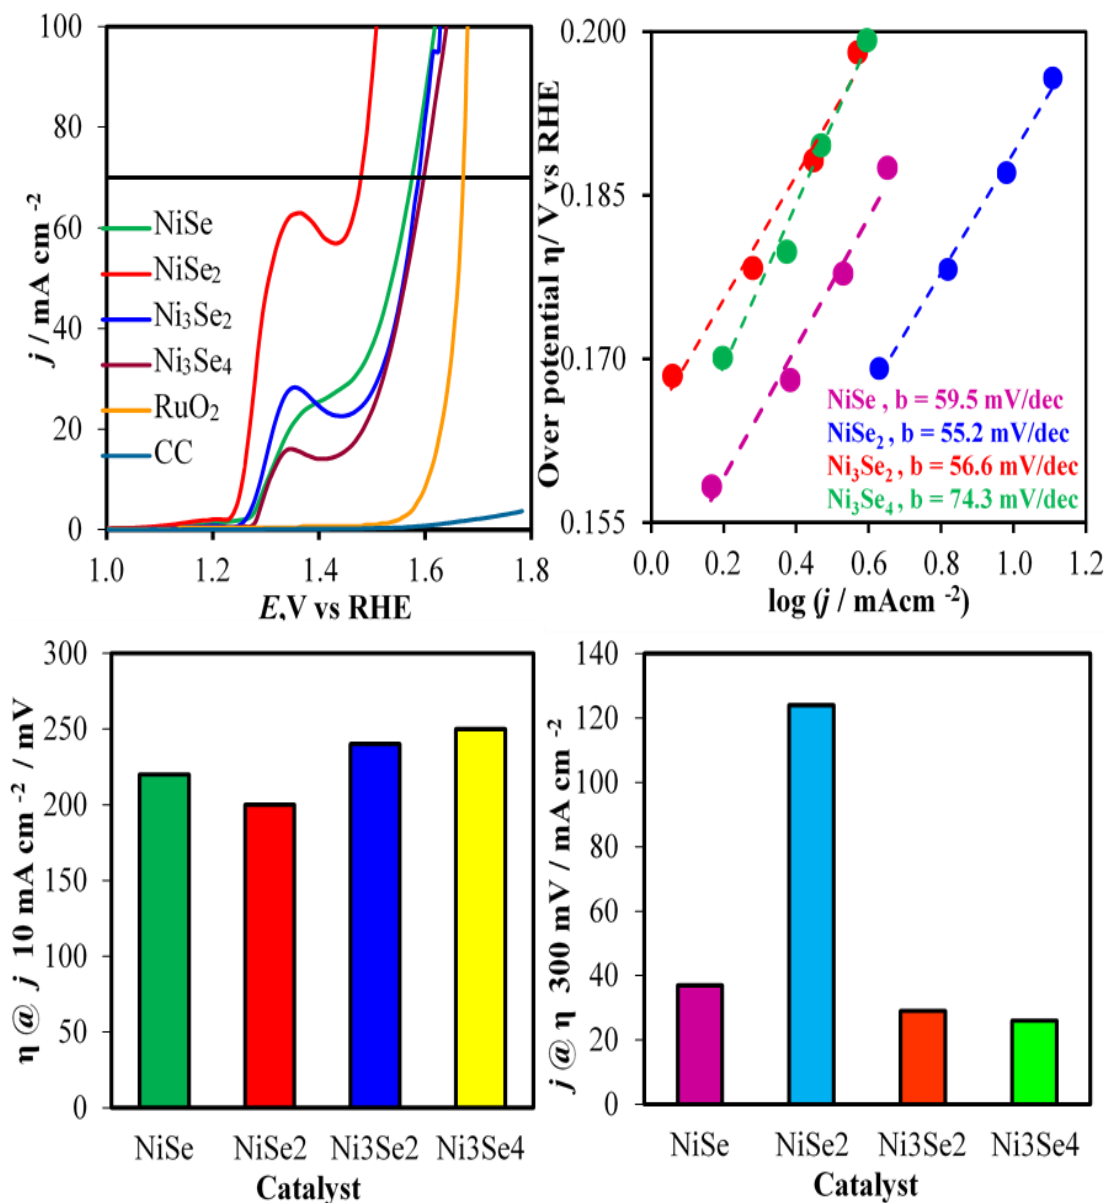 100
80
60
40
20
0
j / mA cm ⁻²
NiSe
NiSe₂
Ni₃Se₂
Ni₃Se₄
RuO₂
CC
1.0 1.2 1.4 1.6 1.8
E,V vs RHE
0.200
0.185
0.170
0.155
Over potential η/ V vs RHE
NiSe , b = 59.5 mV/dec
NiSe₂ , b = 55.2 mV/dec
Ni₃Se₂ , b = 56.6 mV/dec
Ni₃Se₄ , b = 74.3 mV/dec
0.0 0.2 0.4 0.6 0.8 1.0 1.2
log (j / mAcm ⁻²)
300
250
200
150
100
50
0
η @ j 10 mA cm ⁻² / mV
NiSe NiSe2 Ni3Se2 Ni3Se4
Catalyst
140
120
100
80
60
40
20
0
j @ η 300 mV / mA cm ⁻²
NiSe NiSe2 Ni3Se2 Ni3Se4
Catalyst